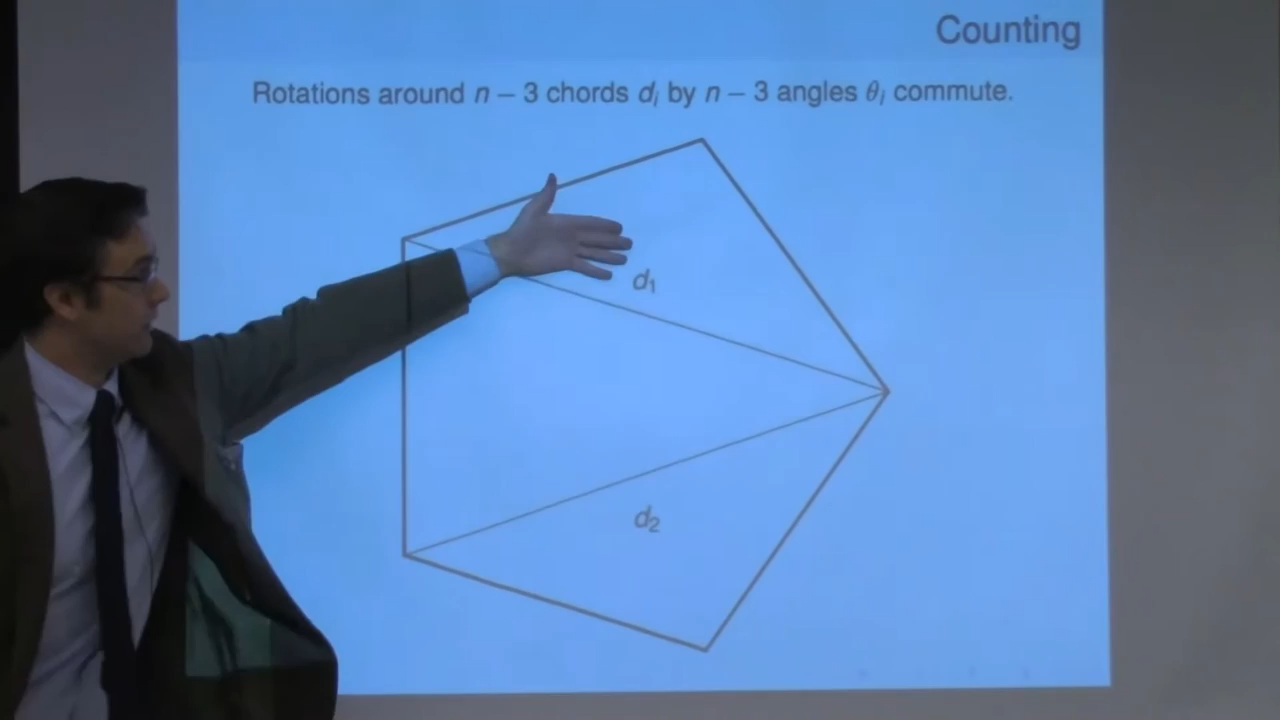 Counting
Rotations around n – 3 chords dᵢ by n – 3 angles θᵢ commute.
d₁
d₂